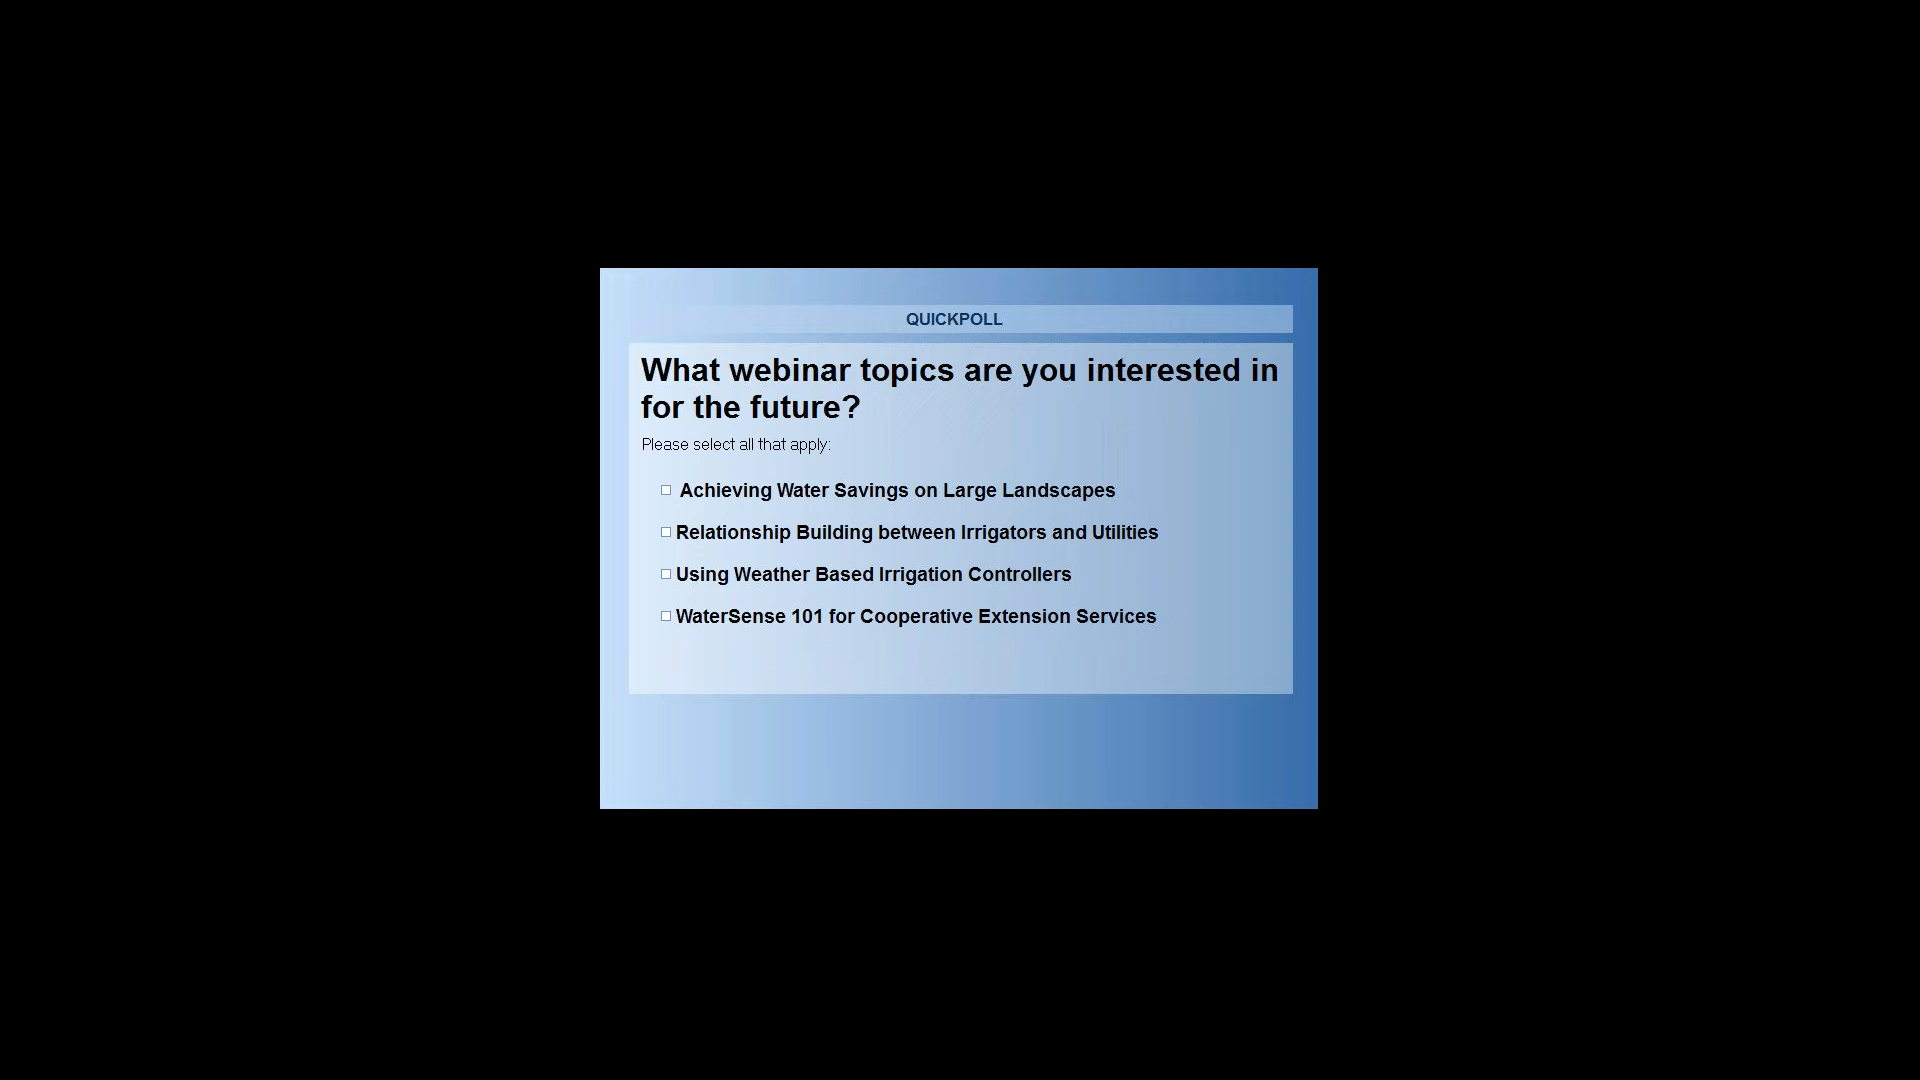 QUICKPOLL
What webinar topics are you interested in
for the future?
Please select all that apply:
Achieving Water Savings on Large Landscapes
Relationship Building between Irrigators and Utilities
Using Weather Based Irrigation Controllers
WaterSense 101 for Cooperative Extension Services